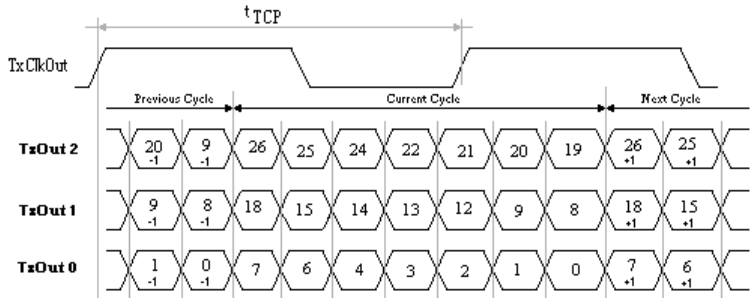 t TCP
TxClkOut
Previous Cycle Current Cycle Next Cycle
TxOut 2 20 -1 9 -1 26 25 24 22 21 20 19 26 +1 25 +1
TxOut 1 9 -1 8 -1 18 15 14 13 12 9 8 18 +1 15 +1
TxOut 0 1 -1 0 -1 7 6 4 3 2 1 0 7 +1 6 +1